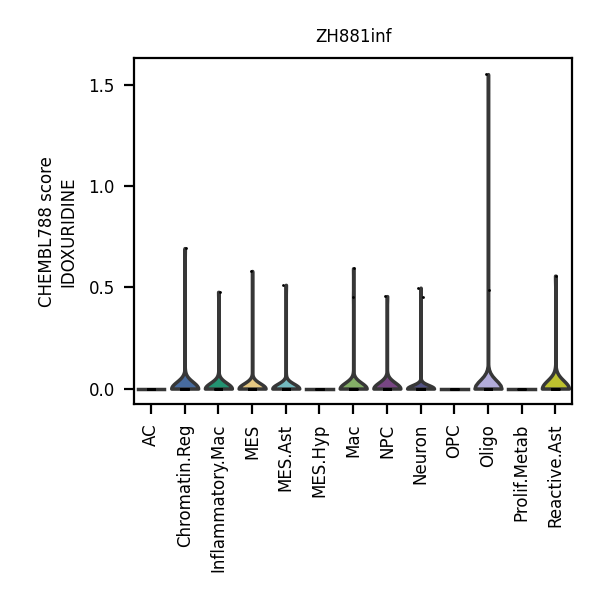 ZH881inf
CHEMBL788 score
IDOXURIDINE
1.5
1.0
0.5
0.0
AC
Chromatin.Reg
Inflammatory.Mac
MES
MES.Ast
MES.Hyp
Mac
NPC
Neuron
OPC
Oligo
Prolif.Metab
Reactive.Ast